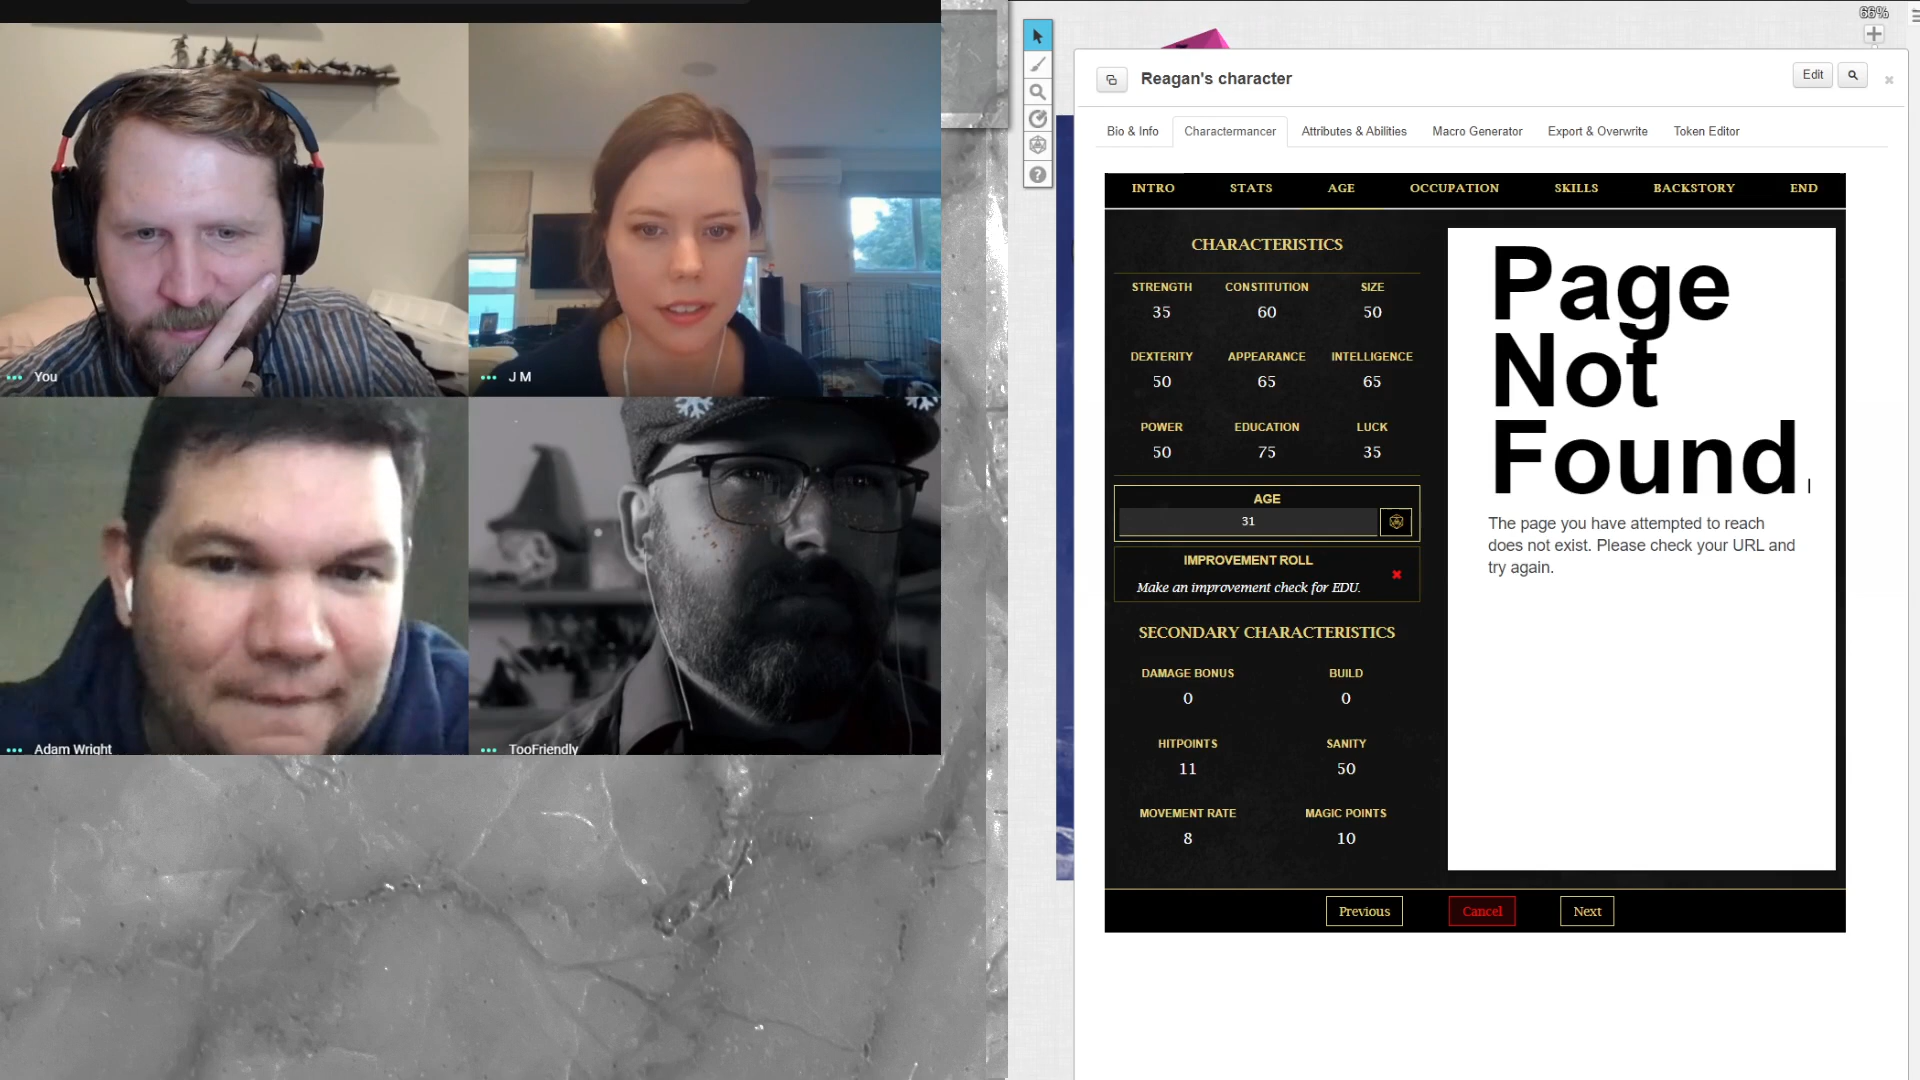 You
J M
Adam Wright
TooFriendly
66%
Reagan's character
Edit
Bio & Info
Charactermancer
Attributes & Abilities
Macro Generator
Export & Overwrite
Token Editor
INTRO
STATS
AGE
OCCUPATION
SKILLS
BACKSTORY
END
CHARACTERISTICS
STRENGTH CONSTITUTION SIZE
35 60 50
DEXTERITY APPEARANCE INTELLIGENCE
50 65 65
POWER EDUCATION LUCK
50 75 35
AGE
31
IMPROVEMENT ROLL
Make an improvement check for EDU.
SECONDARY CHARACTERISTICS
DAMAGE BONUS BUILD
0 0
HITPOINTS SANITY
11 50
MOVEMENT RATE MAGIC POINTS
8 10
Page
Not
Found.
The page you have attempted to reach
does not exist. Please check your URL and
try again.
Previous
Cancel
Next